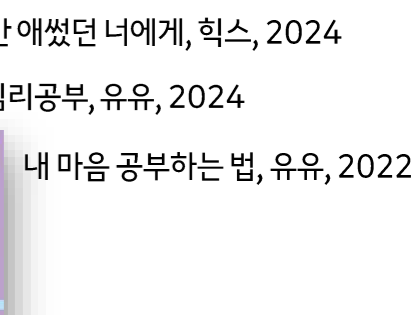 애썼던 너에게, 힉스, 2024
심리공부, 유유, 2024
내 마음 공부하는 법, 유유, 2022